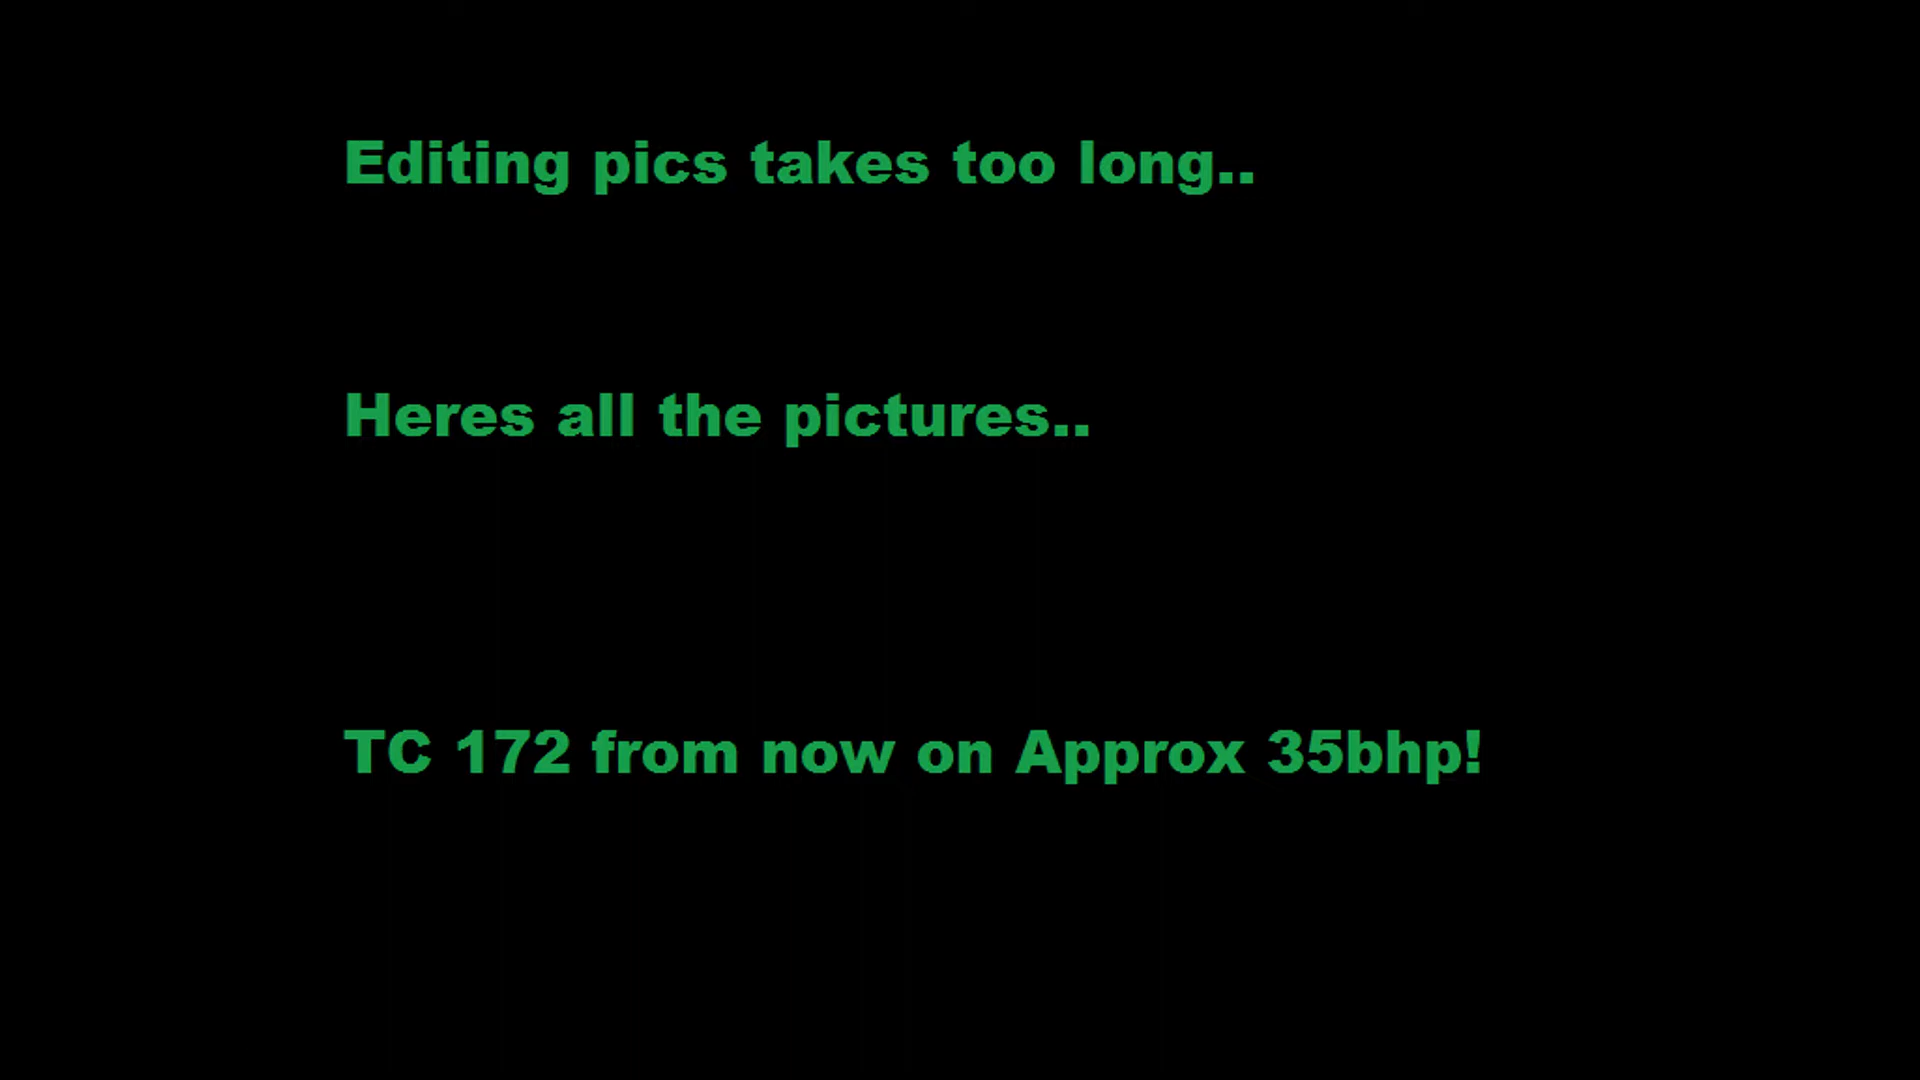 Editing pics takes too long..
Heres all the pictures..
TC 172 from now on Approx 35bhp!